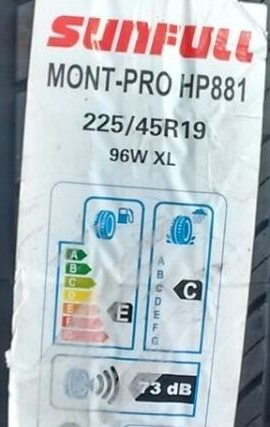 SUNFULL
MONT-PRO HP881
225/45R19
96W XL
A
B
C
D
E
F
G
E
A
B
C
D
E
F
G
C
73 dB